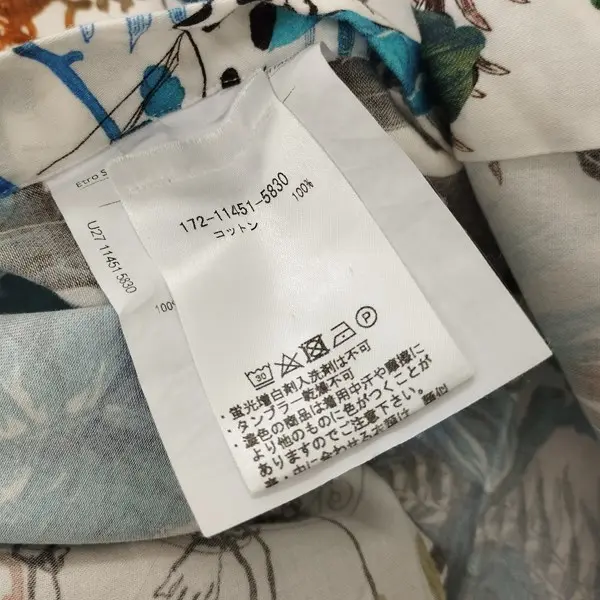 Etro S
U27 11451 5830
100%
172-11451-5830
コットン 100%
30
P
・蛍光増白剤入洗剤は不可
・タンブラー乾燥不可
・濃色の商品は着用中汗や摩擦に
より他のものに色がつくことが
ありますのでご注意下さい。